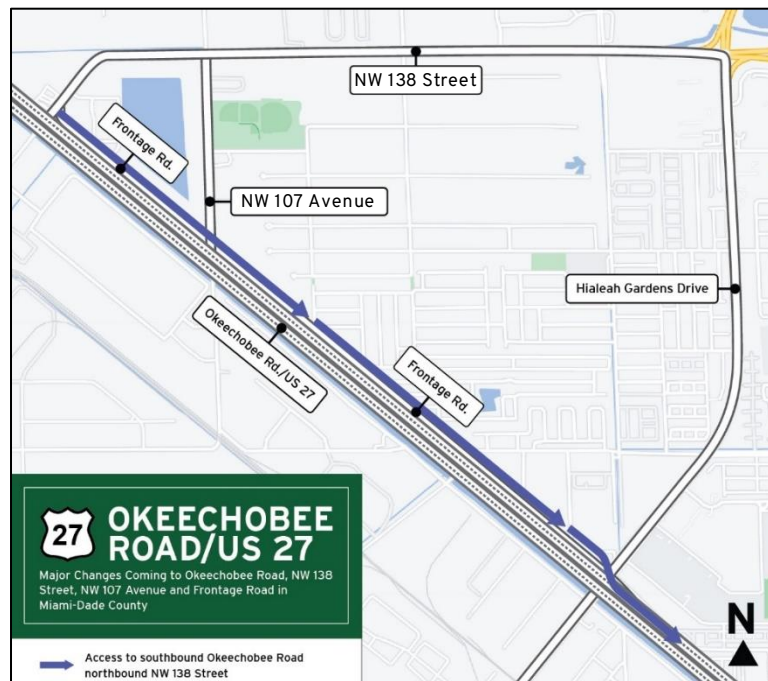 NW 138 Street
Frontage Rd.
NW 107 Avenue
Hialeah Gardens Drive
Okeechobee Rd./US 27
Frontage Rd.
27
OKEECHOBEE
ROAD/US 27
Major Changes Coming to Okeechobee Road, NW 138
Street, NW 107 Avenue and Frontage Road in
Miami-Dade County
N
Access to southbound Okeechobee Road
northbound NW 138 Street